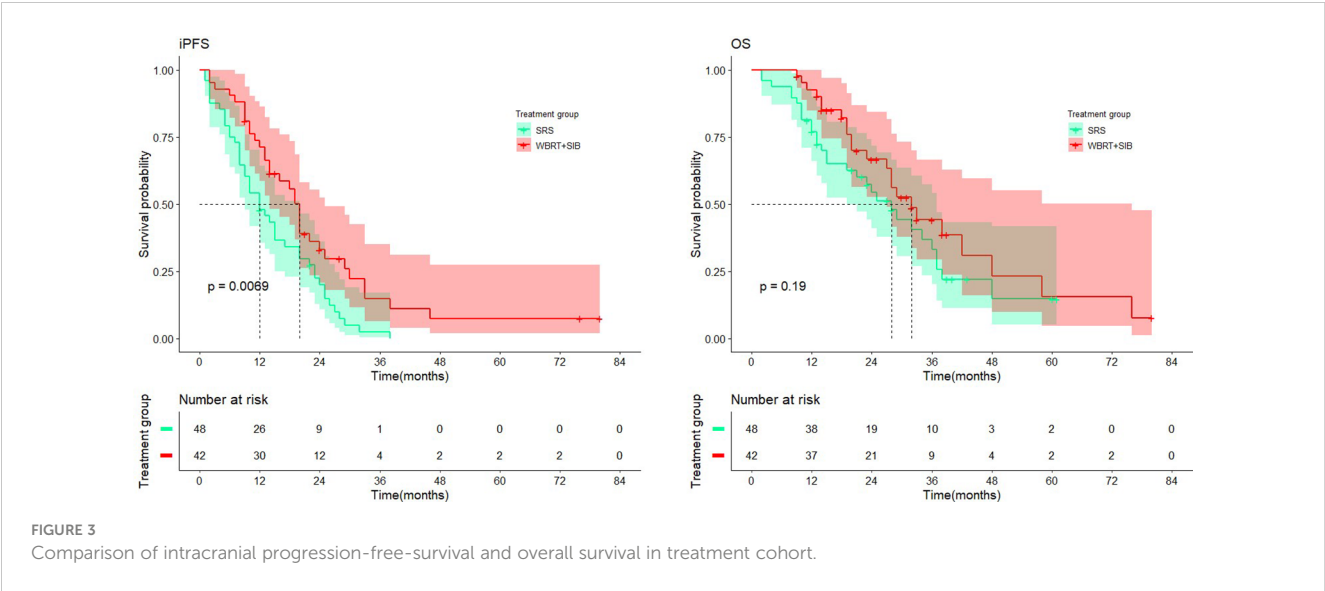 iPFS
1.00
0.75
0.50
0.25
0.00
Survival probability
Treatment group
SRS
WBRT+SIB
p = 0.0069
0 12 24 36 48 60 72 84
Time(months)
Number at risk
Treatment group
48 26 9 1 0 0 0 0
42 30 12 4 2 2 2 0
0 12 24 36 48 60 72 84
Time(months)
OS
1.00
0.75
0.50
0.25
0.00
Survival probability
Treatment group
SRS
WBRT+SIB
p = 0.19
0 12 24 36 48 60 72 84
Time(months)
Number at risk
Treatment group
48 38 19 10 3 2 0 0
42 37 21 9 4 2 2 0
0 12 24 36 48 60 72 84
Time(months)
FIGURE 3
Comparison of intracranial progression-free-survival and overall survival in treatment cohort.